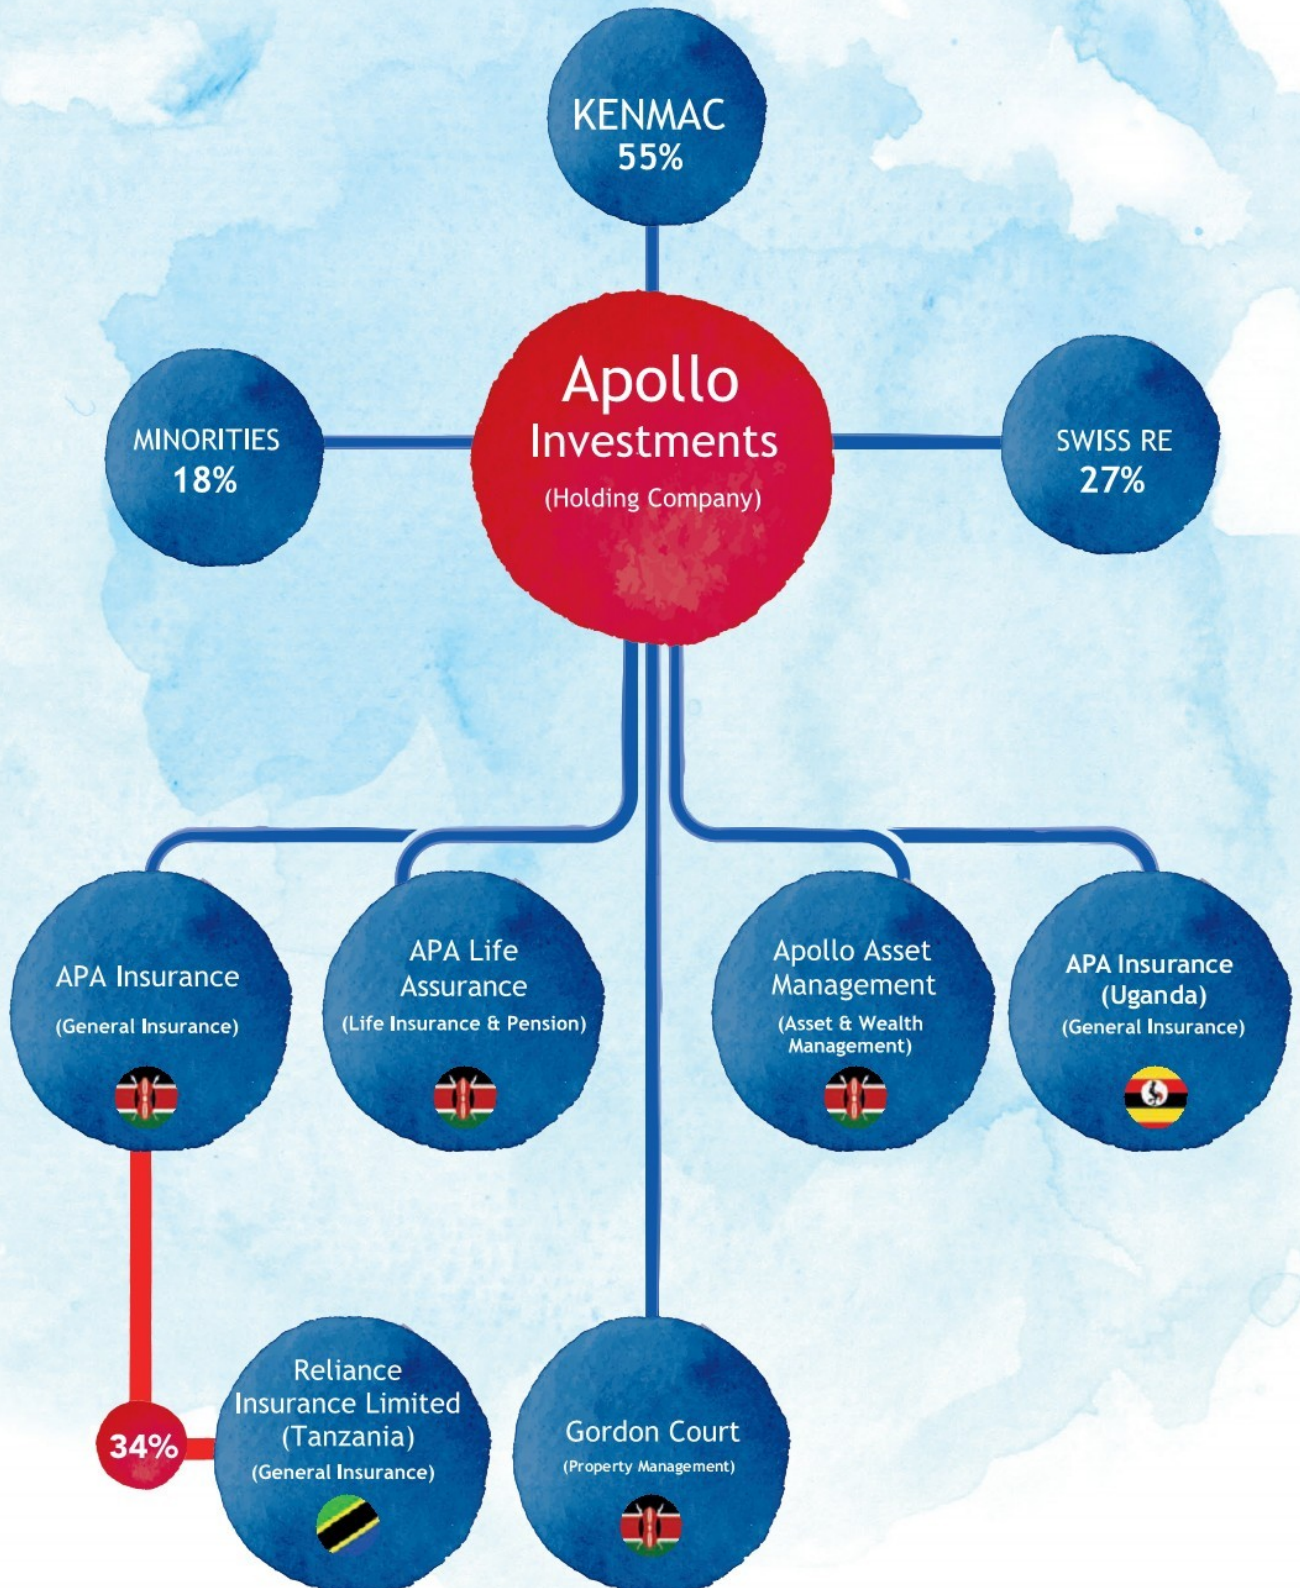 KENMAC
55%
Apollo
Investments
(Holding Company)
MINORITIES
18%
SWISS RE
27%
APA Insurance
(General Insurance)
APA Life
Assurance
(Life Insurance & Pension)
Apollo Asset
Management
(Asset & Wealth
Management)
APA Insurance
(Uganda)
(General Insurance)
34%
Reliance
Insurance Limited
(Tanzania)
(General Insurance)
Gordon Court
(Property Management)